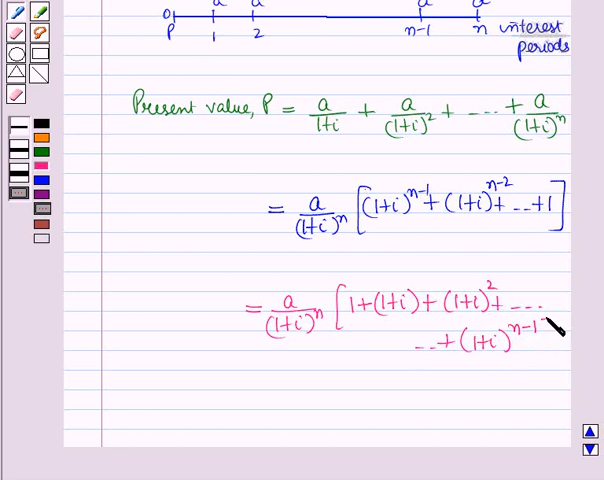 a a a a
0
P 1 2 n-1 n interest
periods
Present value, P = a/(1+i) + a/(1+i)² + --- + a/(1+i)ⁿ
= a/(1+i)ⁿ [(1+i)ⁿ⁻¹ + (1+i)ⁿ⁻² + --- + 1]
= a/(1+i)ⁿ [1+(1+i)+(1+i)²+ ----
-- + (1+i)ⁿ⁻¹